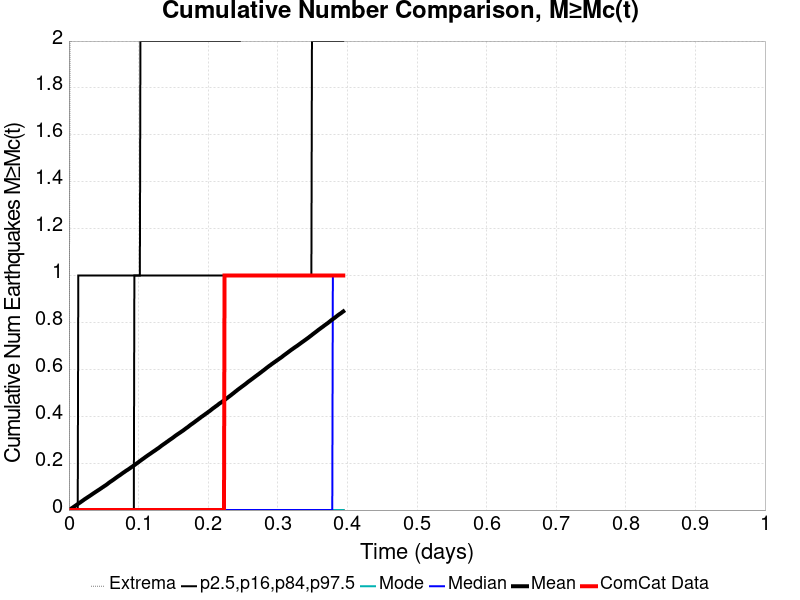 Cumulative Number Comparison, M≥Mc(t)
Cumulative Num Earthquakes M≥Mc(t)
2
1.8
1.6
1.4
1.2
1
0.8
0.6
0.4
0.2
0
0 0.1 0.2 0.3 0.4 0.5 0.6 0.7 0.8 0.9 1
Time (days)
Extrema p2.5,p16,p84,p97.5 Mode Median Mean ComCat Data